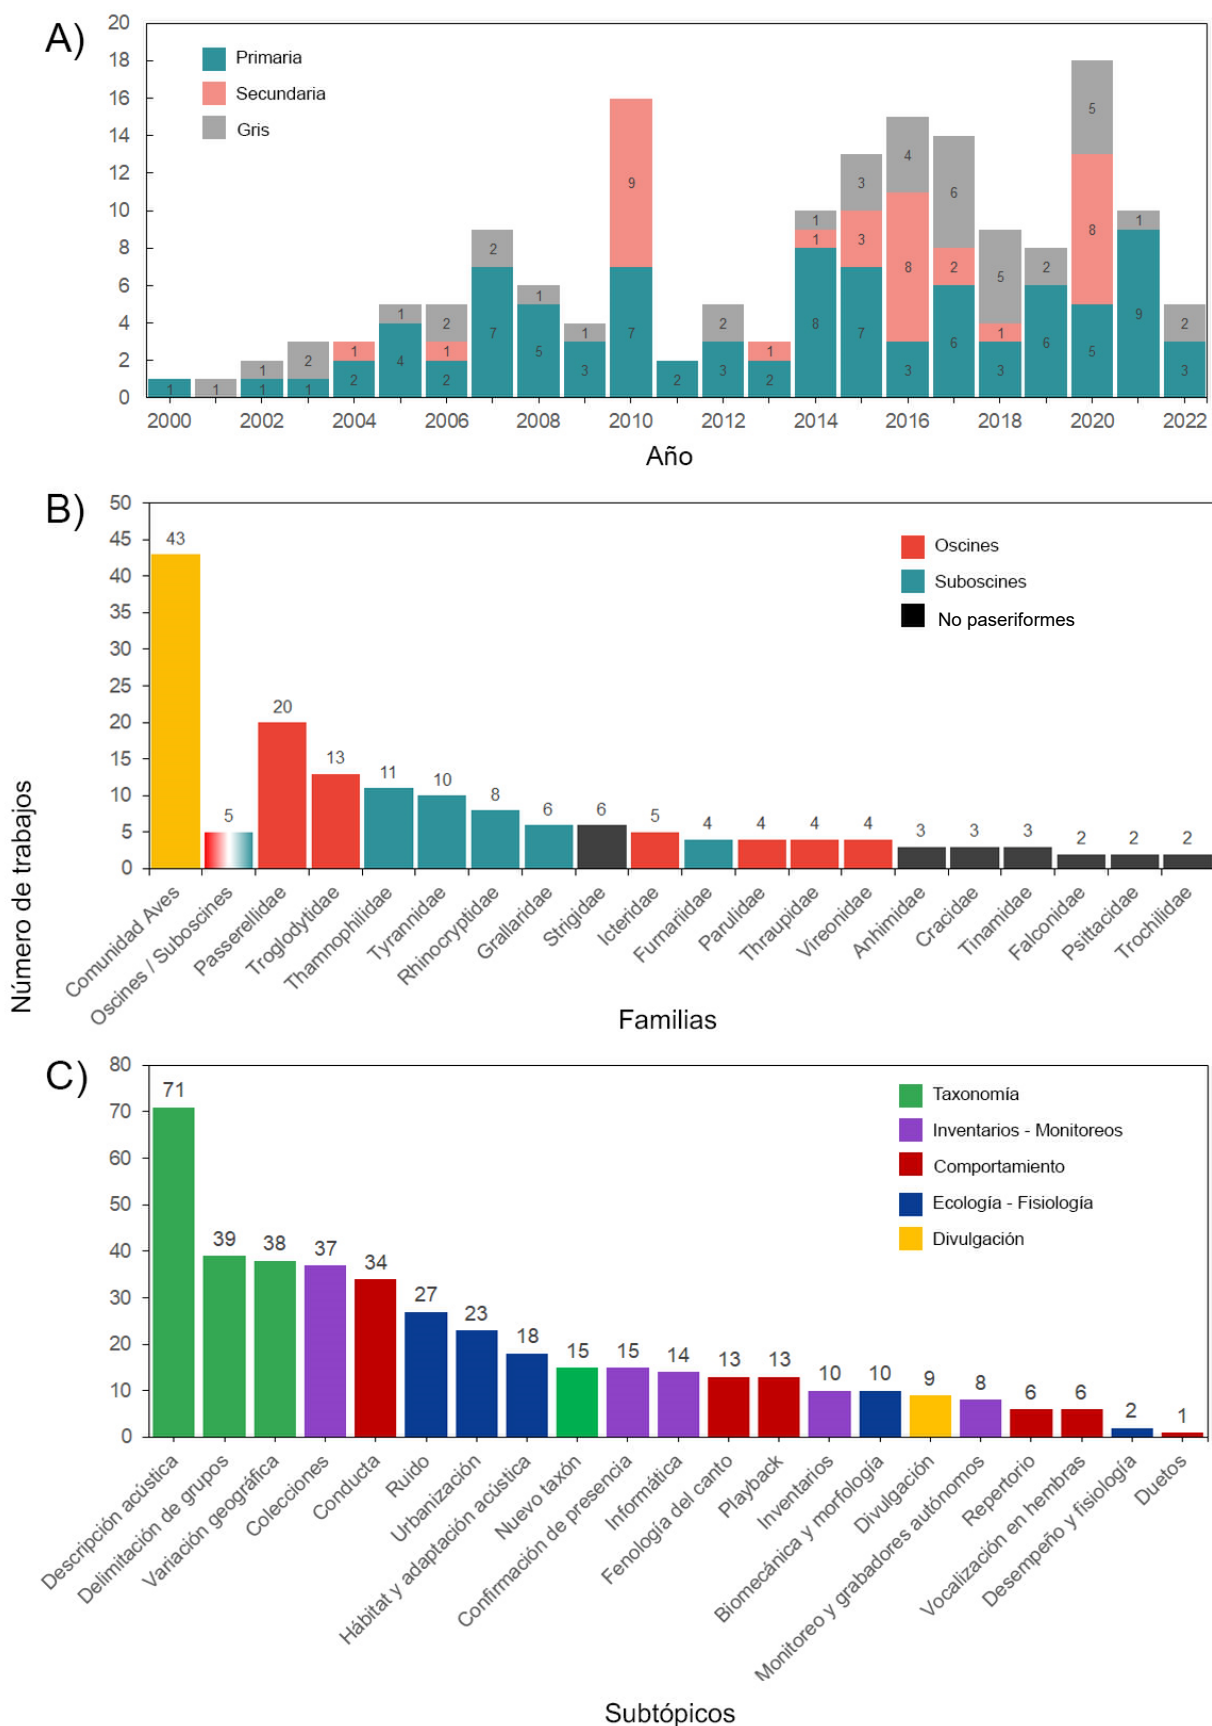 A)
20
18
16
14
12
10
8
6
4
2
0
Primaria
Secundaria
Gris
1
1
1 1
1 2
2 1
4 1
2 1 2
7 2
5 1
3 1
7 9
2
3 2
2 1
8 1 1
7 3 3
3 8 4
6 2 6
3 1 5
6 2
5 8 5
9 1
3 2
2000 2002 2004 2006 2008 2010 2012 2014 2016 2018 2020 2022
Año
Número de trabajos
B)
50
45
40
35
30
25
20
15
10
5
0
Oscines
Suboscines
No paseriformes
43 5 20 13 11 10 8 6 6 5 4 4 4 4 3 3 3 2 2 2
Comunidad Aves
Oscines / Suboscines
Passerellidae
Troglodytidae
Thamnophilidae
Tyrannidae
Rhinocryptidae
Grallaridae
Strigidae
Icteridae
Furnariidae
Parulidae
Thraupidae
Vireonidae
Anhimidae
Cracidae
Tinamidae
Falconidae
Psittacidae
Trochilidae
Familias
C)
80
70
60
50
40
30
20
10
0
Taxonomía
Inventarios - Monitoreos
Comportamiento
Ecología - Fisiología
Divulgación
71 39 38 37 34 27 23 18 15 15 14 13 13 10 10 9 8 6 6 2 1
Descripción acústica
Delimitación de grupos
Variación geográfica
Colecciones
Conducta
Ruido
Urbanización
Hábitat y adaptación acústica
Nuevo taxón
Confirmación de presencia
Informática
Fenología del canto
Playback
Inventarios
Biomecánica y morfología
Divulgación
Monitoreo y grabadores autónomos
Repertorio
Vocalización en hembras
Desempeño y fisiología
Duetos
Subtópicos